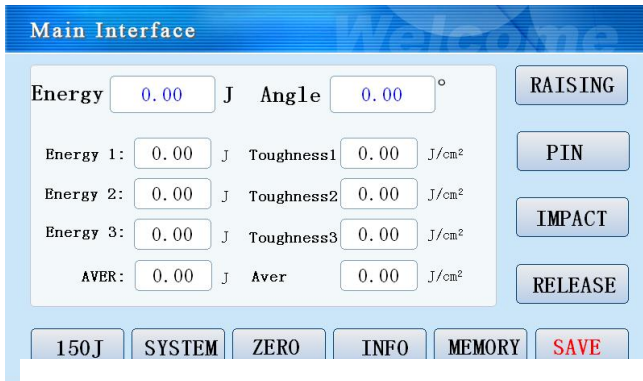 Main Interface Welcome
Energy 0.00 J Angle 0.00 ° RAISING
Energy 1: 0.00 J Toughness1 0.00 J/cm² PIN
Energy 2: 0.00 J Toughness2 0.00 J/cm²
Energy 3: 0.00 J Toughness3 0.00 J/cm² IMPACT
AVER: 0.00 J Aver 0.00 J/cm² RELEASE
150J SYSTEM ZERO INFO MEMORY SAVE